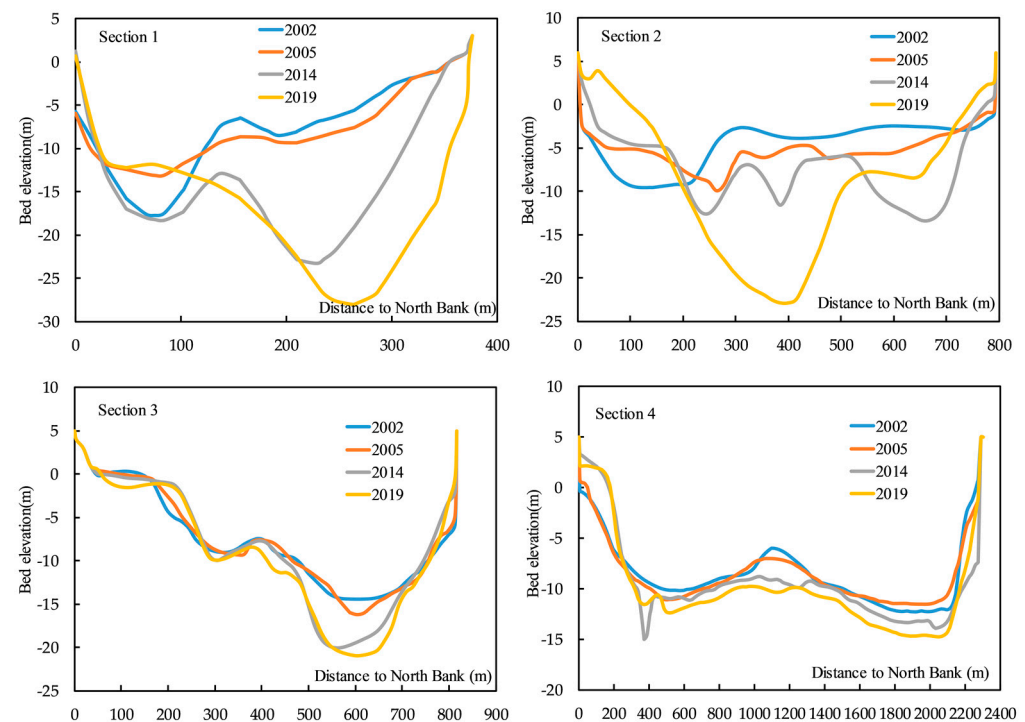 Section 1
2002
2005
2014
2019
5
0
-5
-10
-15
-20
-25
-30
Bed elevation(m)
Distance to North Bank (m)
0 100 200 300 400
Section 2
2002
2005
2014
2019
10
5
0
-5
-10
-15
-20
-25
Bed elevation(m)
Distance to North Bank (m)
0 100 200 300 400 500 600 700 800
Section 3
2002
2005
2014
2019
10
5
0
-5
-10
-15
-20
-25
Bed elevation(m)
Distance to North Bank (m)
0 100 200 300 400 500 600 700 800 900
Section 4
2002
2005
2014
2019
10
5
0
-5
-10
-15
-20
Bed elevation(m)
Distance to North Bank (m)
0 200 400 600 800 1000 1200 1400 1600 1800 2000 2200 2400